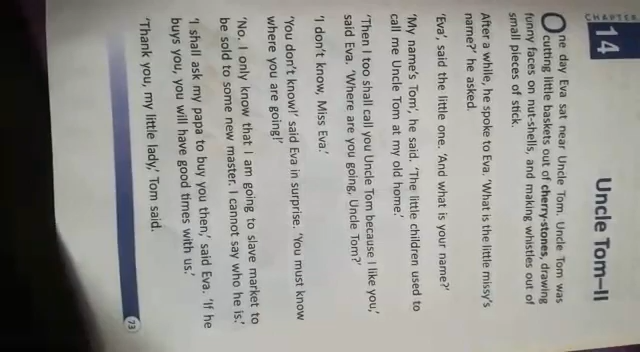 CHAPTER
14
Uncle Tom–II
One day Eva sat near Uncle Tom. Uncle Tom was
cutting little baskets out of cherry-stones, drawing
funny faces on nut-shells, and making whistles out of
small pieces of stick.
After a while, he spoke to Eva. ‘What is the little missy’s
name?’ he asked.
‘Eva’, said the little one. ‘And what is your name?’
‘My name’s Tom’, he said. ‘The little children used to
call me Uncle Tom at my old home.’
‘Then I too shall call you Uncle Tom because I like you,’
said Eva. ‘Where are you going, Uncle Tom?’
‘I don’t know, Miss Eva.’
‘You don’t know!’ said Eva in surprise. ‘You must know
where you are going!’
‘No. I only know that I am going to slave market to
be sold to some new master. I cannot say who he is.’
‘I shall ask my papa to buy you then,’ said Eva. ‘If he
buys you, you will have good times with us.’
‘Thank you, my little lady,’ Tom said.
73